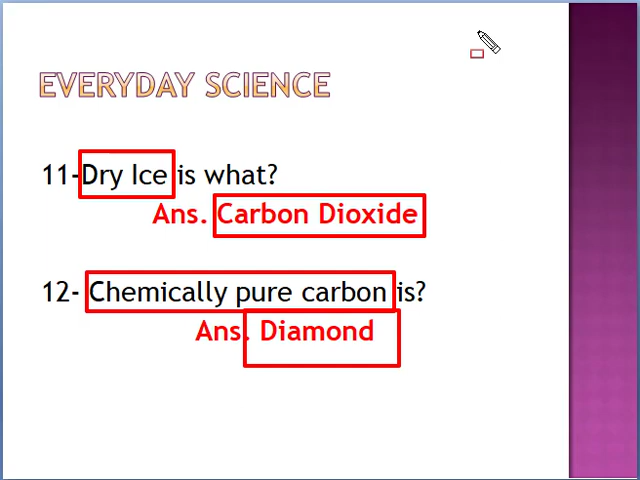 EVERYDAY SCIENCE
11-Dry Ice is what?
Ans. Carbon Dioxide
12- Chemically pure carbon is?
Ans. Diamond